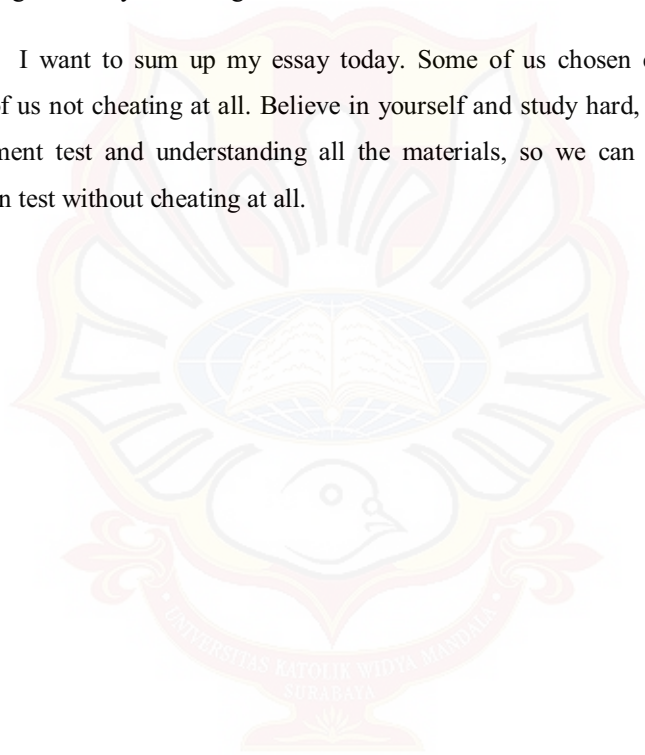 I want to sum up my essay today. Some of us chosen
of us not cheating at all. Believe in yourself and study hard,
ment test and understanding all the materials, so we can
n test without cheating at all.
UNIVERSITAS KATOLIK WIDYA MANDALA
SURABAYA